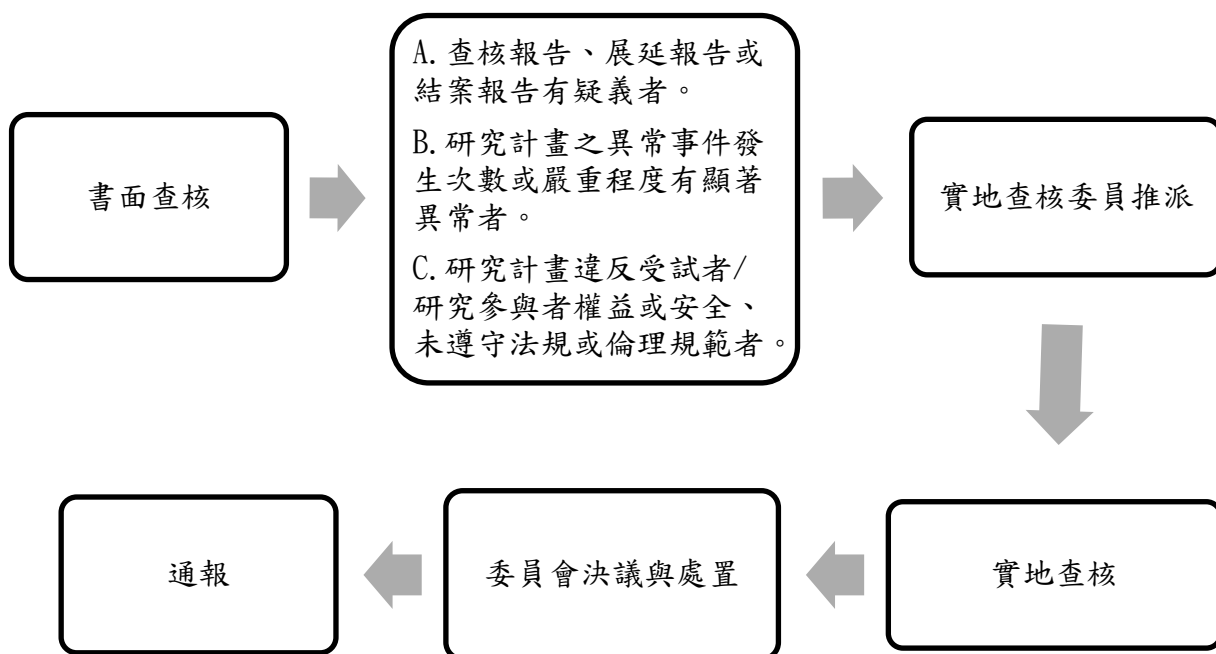 書面查核
A. 查核報告、展延報告或
結案報告有疑義者。
B. 研究計畫之異常事件發
生次數或嚴重程度有顯著
異常者。
C. 研究計畫違反受試者/
研究參與者權益或安全、
未遵守法規或倫理規範者。
實地查核委員推派
實地查核
委員會決議與處置
通報